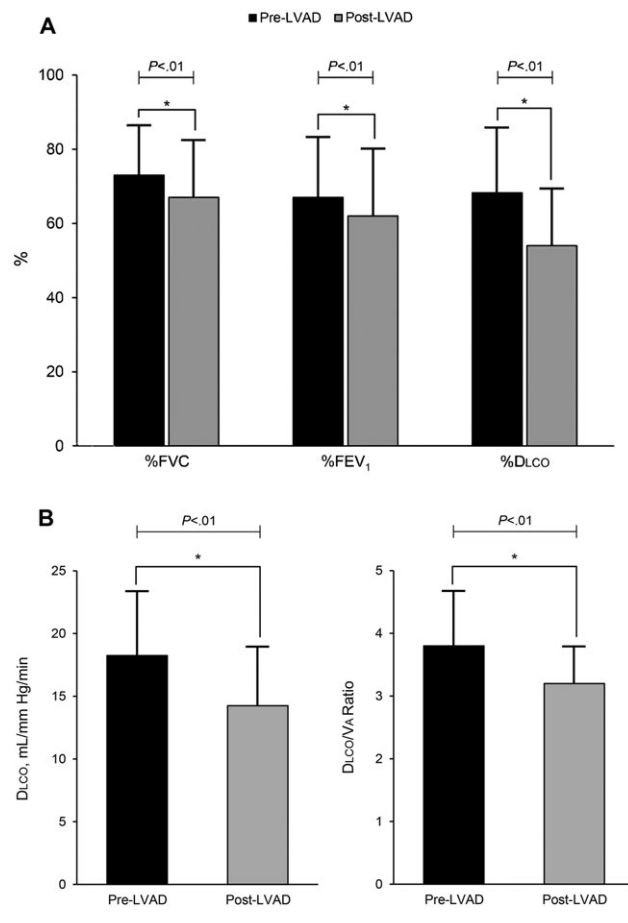 Pre-LVAD Post-LVAD
A
P<.01 P<.01 P<.01
* * *
100
80
60
40
20
0
%
%FVC %FEV₁ %DLCO
B
P<.01
*
25
20
15
10
5
0
DLCO, mL/mm Hg/min
Pre-LVAD Post-LVAD
P<.01
*
5
4
3
2
1
0
DLCO/VA Ratio
Pre-LVAD Post-LVAD